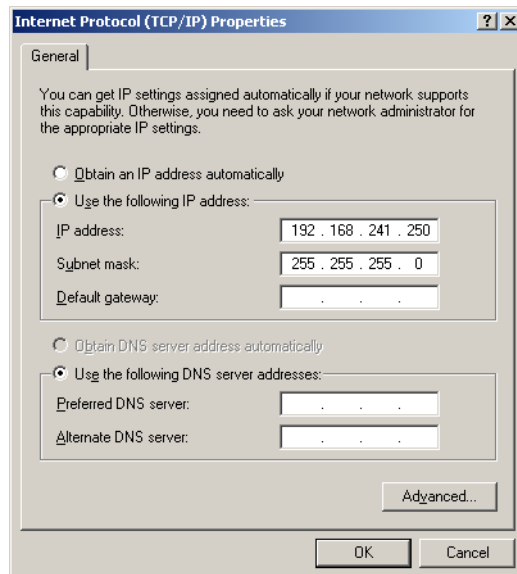 Internet Protocol (TCP/IP) Properties ? X
General
You can get IP settings assigned automatically if your network supports
this capability. Otherwise, you need to ask your network administrator for
the appropriate IP settings.
Obtain an IP address automatically
Use the following IP address:
IP address: 192 . 168 . 241 . 250
Subnet mask: 255 . 255 . 255 . 0
Default gateway: . . .
Obtain DNS server address automatically
Use the following DNS server addresses:
Preferred DNS server: . . .
Alternate DNS server: . . .
Advanced...
OK Cancel